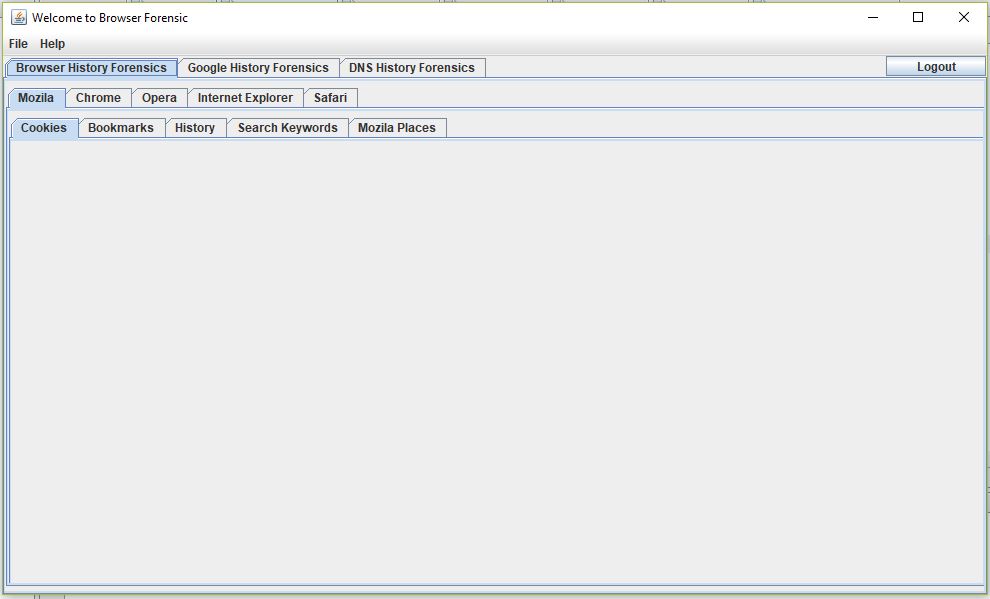 Welcome to Browser Forensic
File Help
Browser History Forensics Google History Forensics DNS History Forensics Logout
Mozila Chrome Opera Internet Explorer Safari
Cookies Bookmarks History Search Keywords Mozila Places